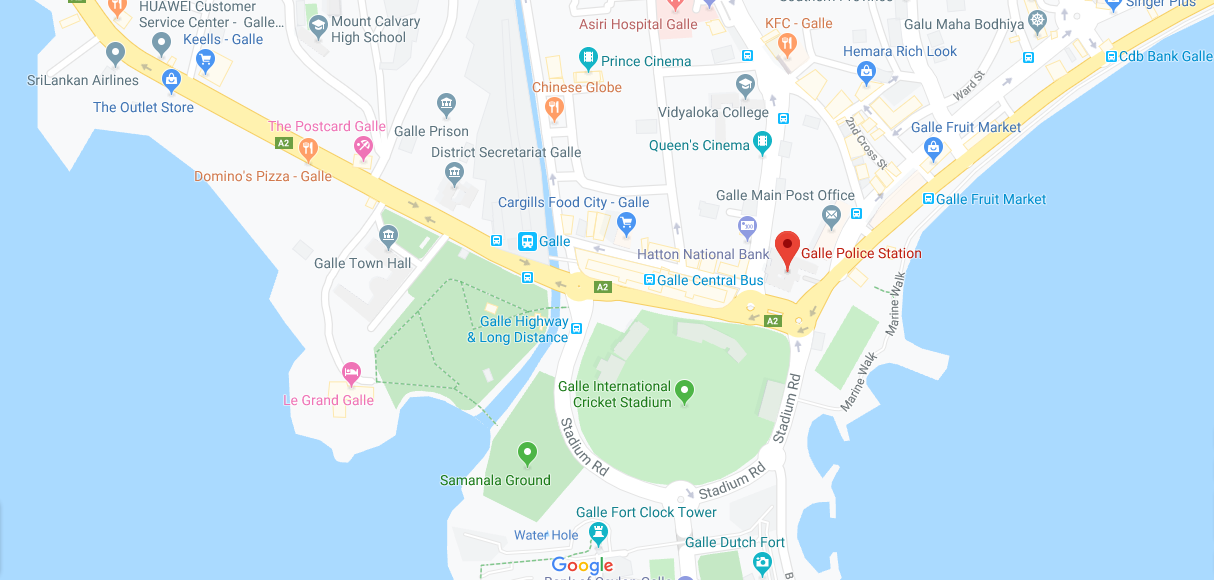 HUAWEI Customer
Service Center - Galle...
Keells - Galle
SriLankan Airlines
The Outlet Store
Mount Calvary
High School
Asiri Hospital Galle
KFC - Galle
Galu Maha Bodhiya
Singer Plus
Prince Cinema
Hemara Rich Look
Cdb Bank Galle
Chinese Globe
Ward St
Vidyaloka College
Galle Prison
The Postcard Galle
A2
Domino's Pizza - Galle
District Secretariat Galle
Queen's Cinema
2nd Cross St
Galle Fruit Market
Galle Main Post Office
Galle Fruit Market
Cargills Food City - Galle
Galle
Hatton National Bank
Galle Police Station
Galle Town Hall
Galle Central Bus
A2
A2
Marine Walk
Galle Highway
& Long Distance
Galle International
Cricket Stadium
Marine Walk
Stadium Rd
Le Grand Galle
Stadium Rd
Samanala Ground
Stadium Rd
Galle Fort Clock Tower
Water Hole
Galle Dutch Fort
Google